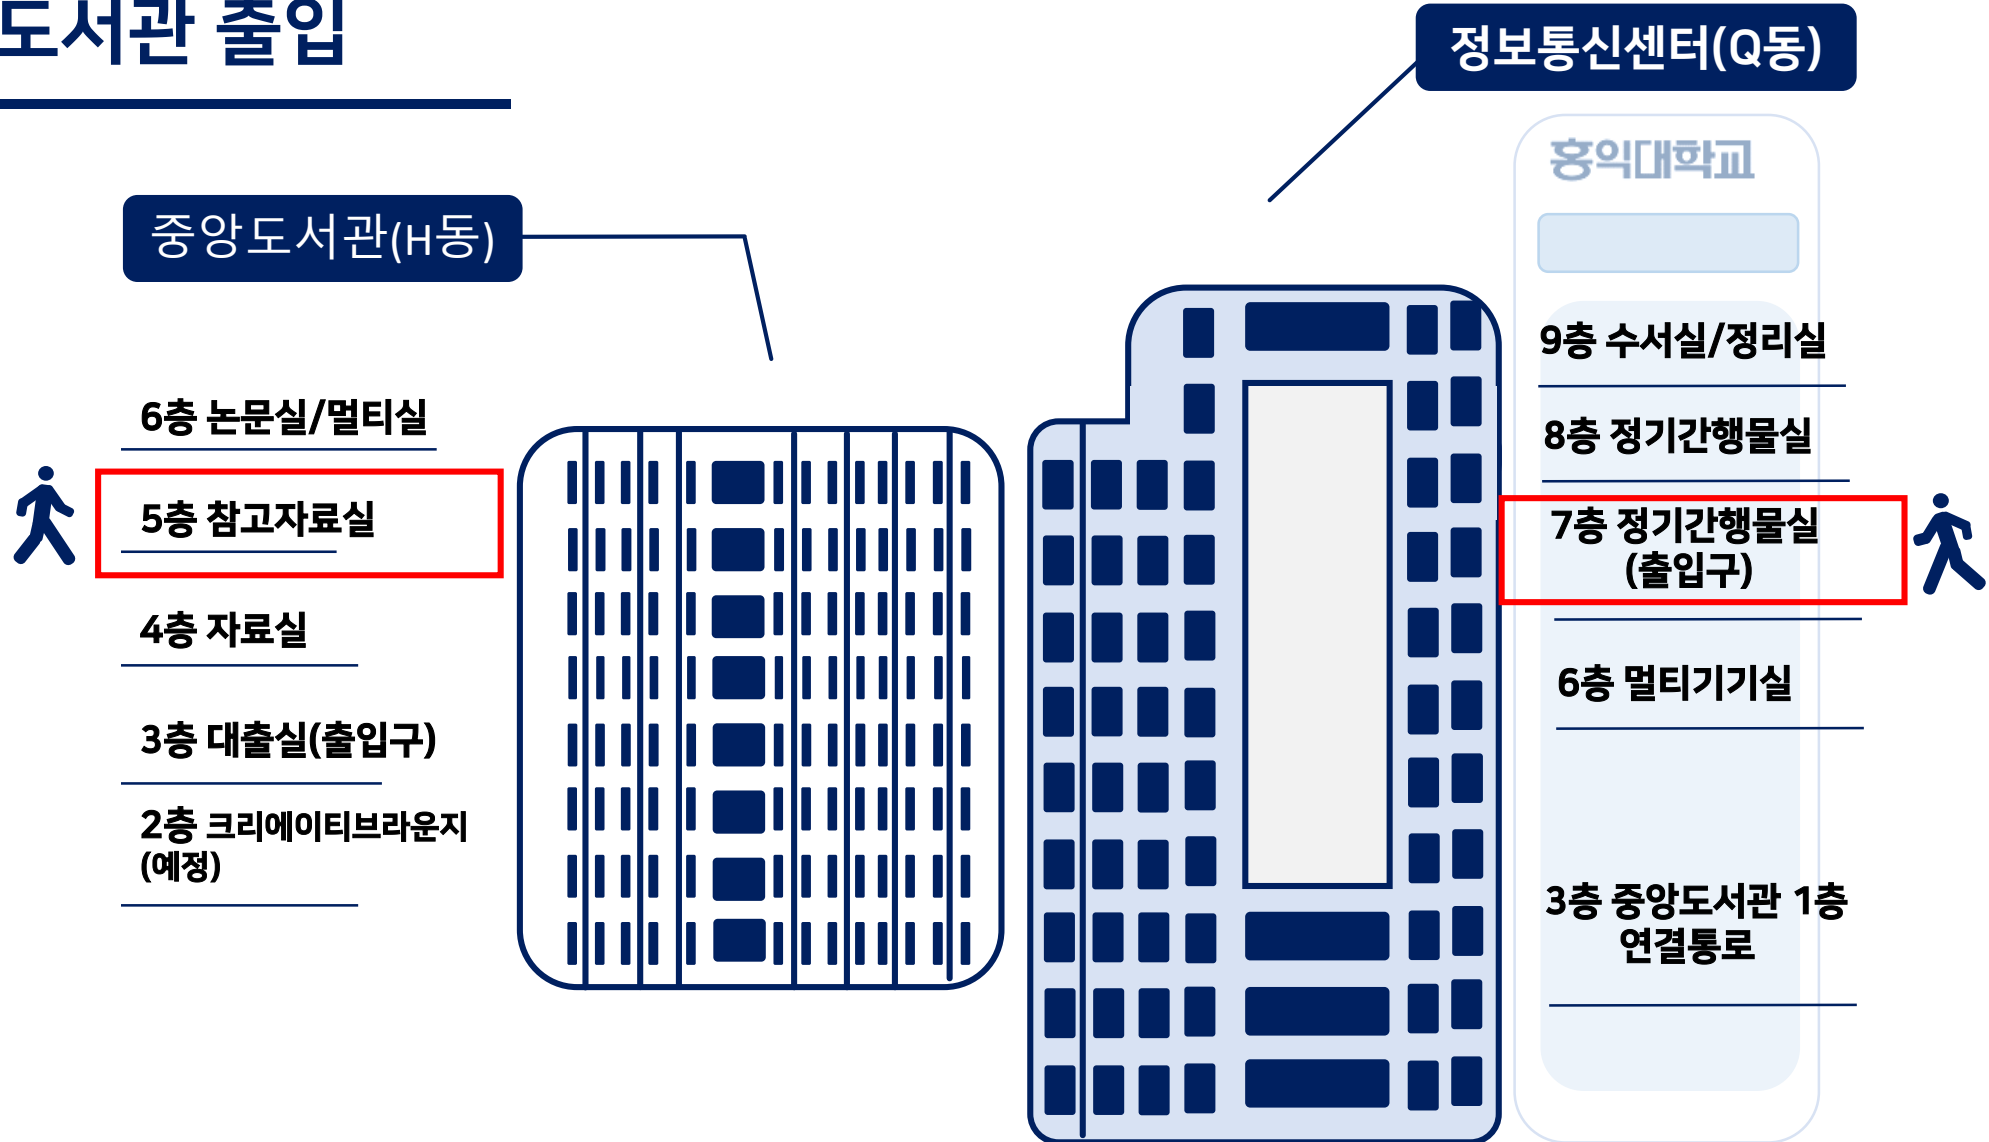 도서관 출입
정보통신센터(Q동)
홍익대학교
중앙도서관(H동)
6층 논문실/멀티실
5층 참고자료실
4층 자료실
3층 대출실(출입구)
2층 크리에이티브라운지
(예정)
9층 수서실/정리실
8층 정기간행물실
7층 정기간행물실
(출입구)
6층 멀티기기실
3층 중앙도서관 1층
연결통로